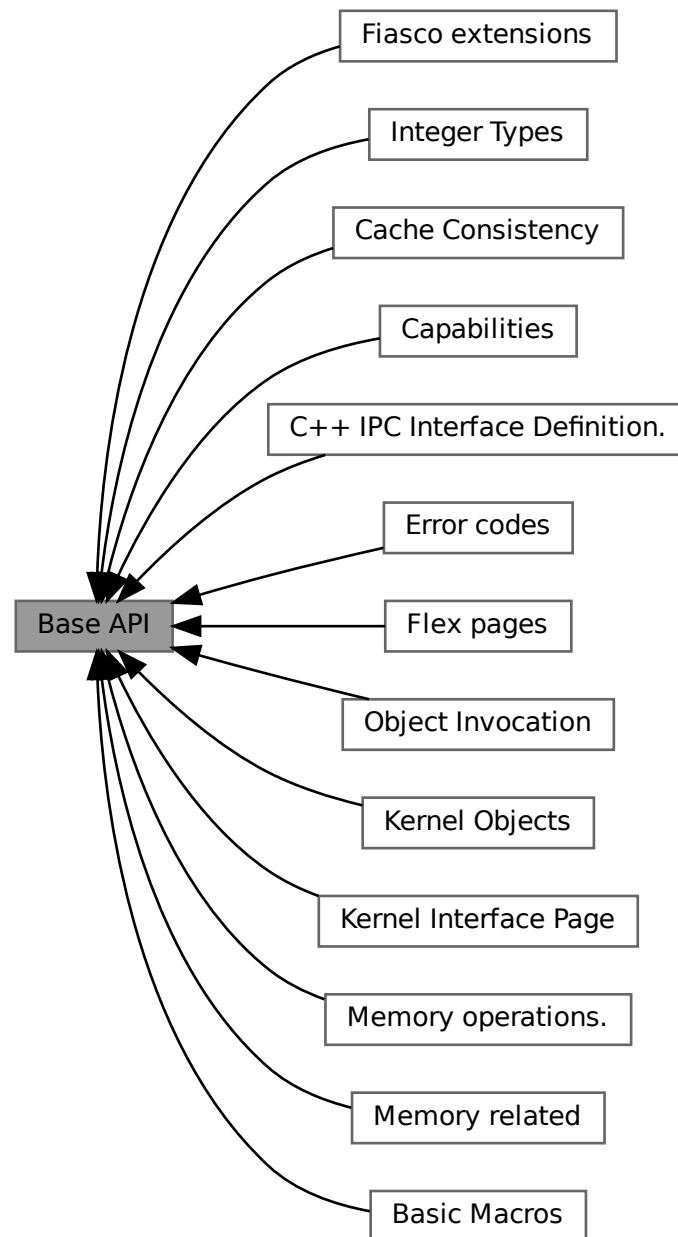 Fiasco extensions
Integer Types
Cache Consistency
Capabilities
C++ IPC Interface Definition.
Error codes
Base API
Flex pages
Object Invocation
Kernel Objects
Kernel Interface Page
Memory operations.
Memory related
Basic Macros